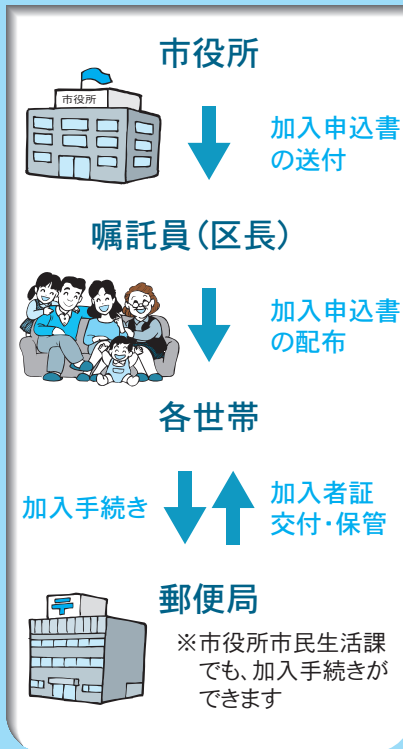 市役所
市役所
加入申込書
の送付
嘱託員（区長）
加入申込書
の配布
各世帯
加入手続き
加入者証
交付・保管
郵便局
〒
※市役所市民生活課
でも、加入手続きが
できます